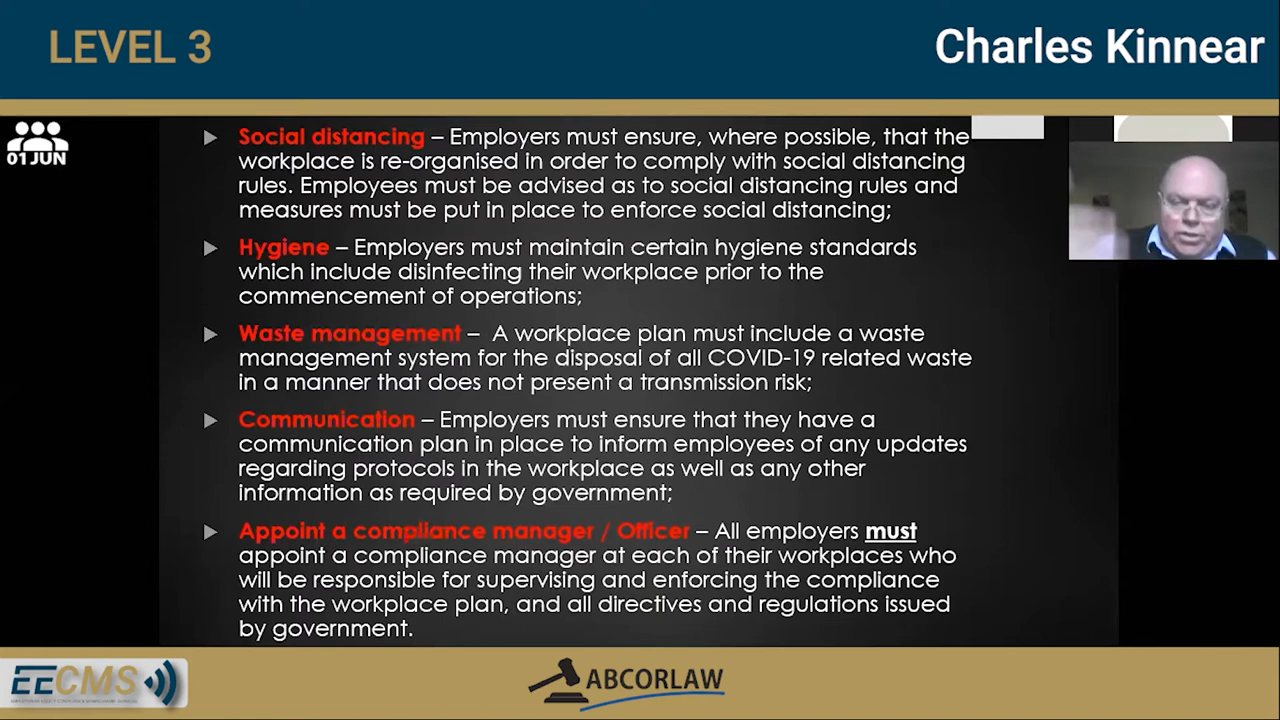 LEVEL 3
Charles Kinnear
01 JUN
Social distancing – Employers must ensure, where possible, that the
workplace is re-organised in order to comply with social distancing
rules. Employees must be advised as to social distancing rules and
measures must be put in place to enforce social distancing;
Hygiene – Employers must maintain certain hygiene standards
which include disinfecting their workplace prior to the
commencement of operations;
Waste management – A workplace plan must include a waste
management system for the disposal of all COVID-19 related waste
in a manner that does not present a transmission risk;
Communication – Employers must ensure that they have a
communication plan in place to inform employees of any updates
regarding protocols in the workplace as well as any other
information as required by government;
Appoint a compliance manager / Officer – All employers must
appoint a compliance manager at each of their workplaces who
will be responsible for supervising and enforcing the compliance
with the workplace plan, and all directives and regulations issued
by government.
EECMS
ABCORLAW